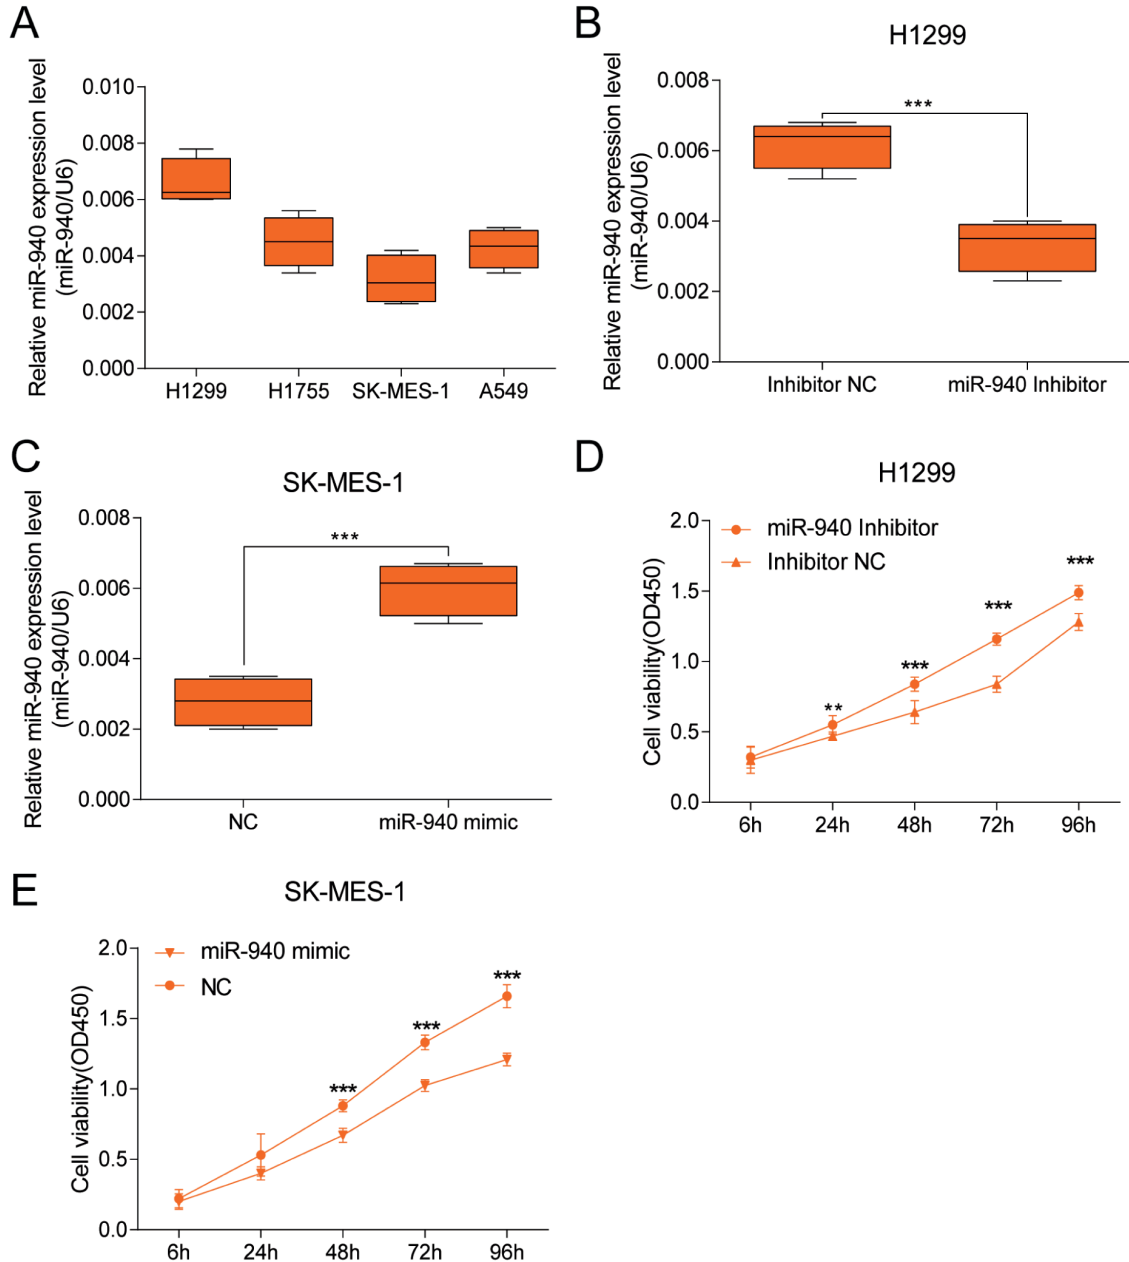 A
Relative miR-940 expression level
(miR-940/U6)
0.010
0.008
0.006
0.004
0.002
0.000
H1299
H1755
SK-MES-1
A549
B
H1299
Relative miR-940 expression level
(miR-940/U6)
0.008
0.006
0.004
0.002
0.000
***
Inhibitor NC
miR-940 Inhibitor
C
SK-MES-1
Relative miR-940 expression level
(miR-940/U6)
0.008
0.006
0.004
0.002
0.000
***
NC
miR-940 mimic
D
H1299
Cell viability(OD450)
2.0
1.5
1.0
0.5
0.0
miR-940 Inhibitor
Inhibitor NC
**
***
***
***
6h
24h
48h
72h
96h
E
SK-MES-1
Cell viability(OD450)
2.0
1.5
1.0
0.5
0.0
miR-940 mimic
NC
***
***
***
6h
24h
48h
72h
96h